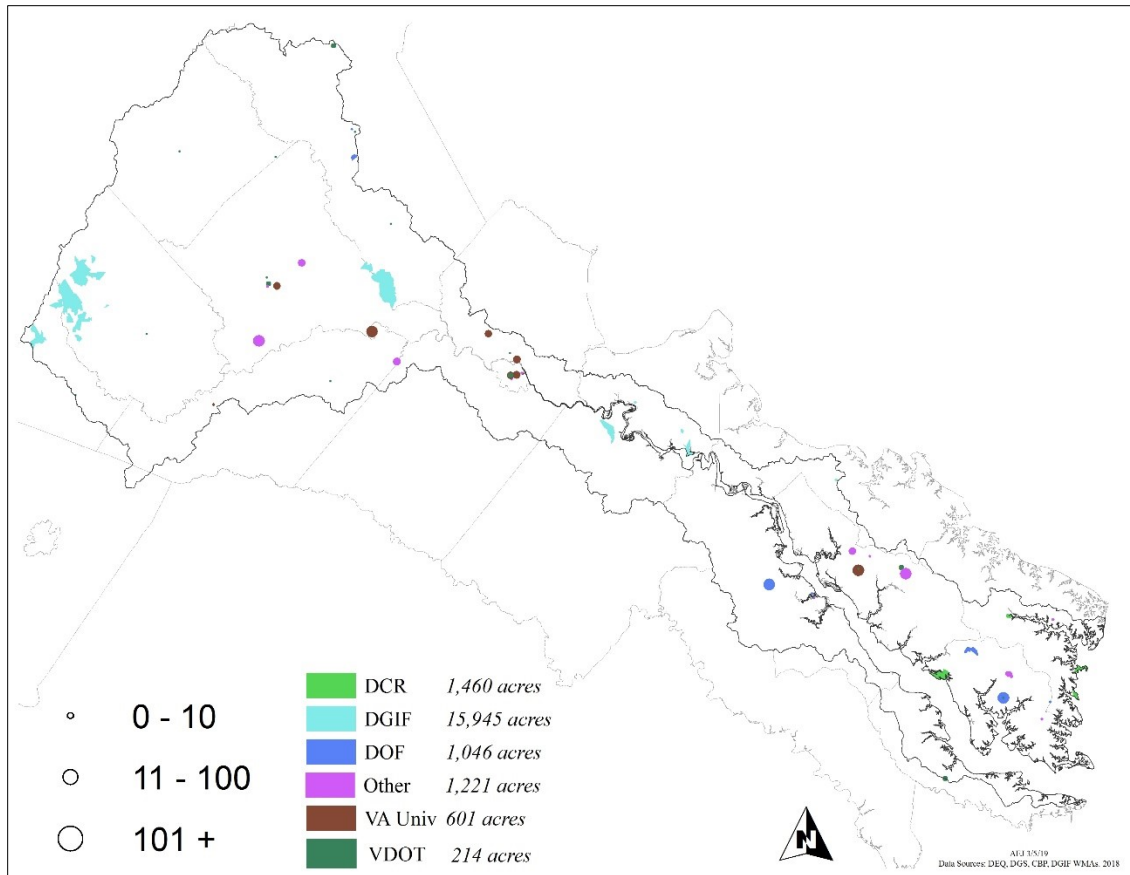 0 - 10
11 - 100
101 +
DCR 1,460 acres
DGIF 15,945 acres
DOF 1,046 acres
Other 1,221 acres
VA Univ 601 acres
VDOT 214 acres
N
AEJ 3/5/19
Data Sources: DEQ, DGS, CBP, DGIF WMAs, 2018